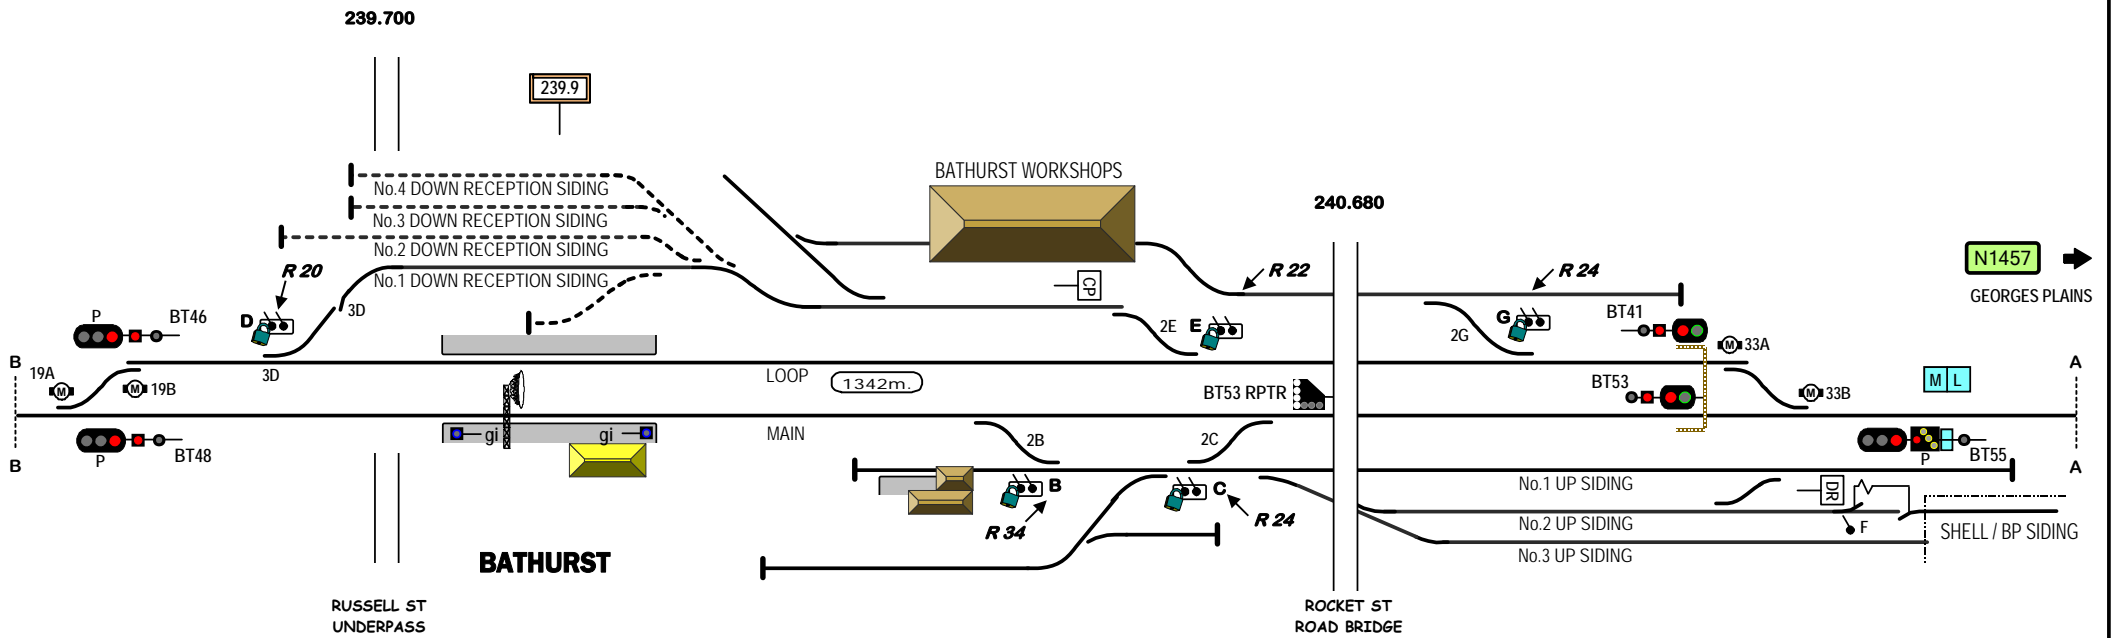 239.700
239.9
BATHURST WORKSHOPS
No.4 DOWN RECEPTION SIDING
240.680
No.3 DOWN RECEPTION SIDING
No.2 DOWN RECEPTION SIDING
N1457
R 20
R 22
R 24
No.1 DOWN RECEPTION SIDING
CP
GEORGES PLAINS
P
BT46
D
3D
2E
E
2G
G
BT41
33A
B
19A
M
M
19B
3D
LOOP
1342m.
BT53 RPTR
BT53
M
M
33B
M L
A
gi
gi
MAIN
2B
2C
P
BT48
P
BT55
B
A
B
C
No.1 UP SIDING
DR
R 34
R 24
No.2 UP SIDING
F
SHELL / BP SIDING
No.3 UP SIDING
BATHURST
RUSSELL ST
UNDERPASS
ROCKET ST
ROAD BRIDGE